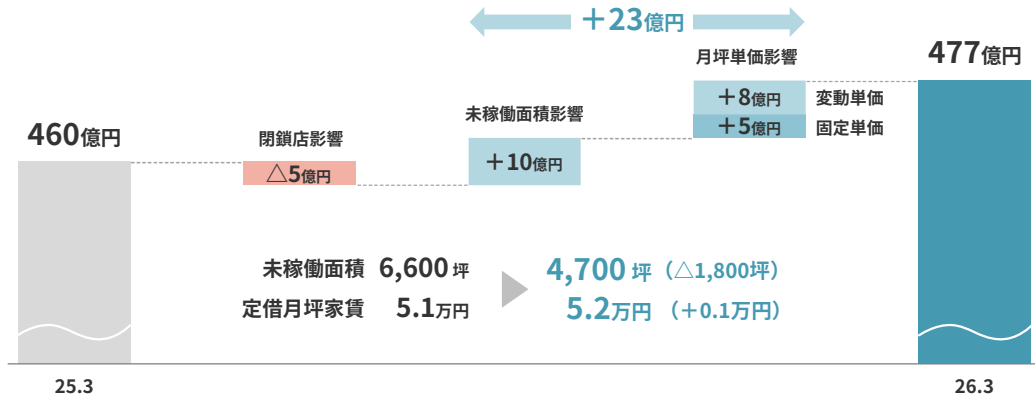 +23億円
月坪単価影響
477億円
+8億円 変動単価
未稼働面積影響
+5億円 固定単価
460億円
閉鎖店影響
+10億円
△5億円
未稼働面積 6,600坪 4,700坪（△1,800坪）
定借月坪家賃 5.1万円 5.2万円（+0.1万円）
25.3 26.3